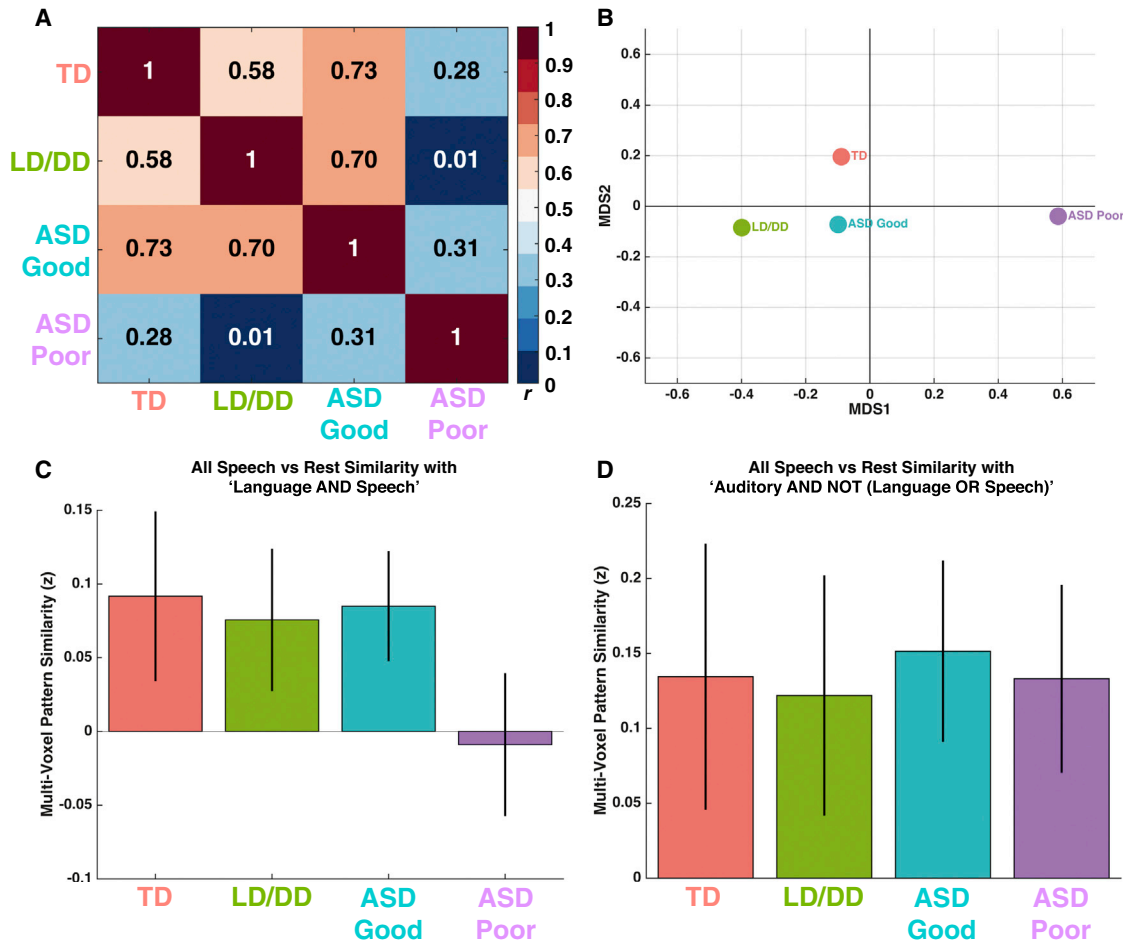 A
TD
LD/DD
ASD
Good
ASD
Poor
1 0.58 0.73 0.28
0.58 1 0.70 0.01
0.73 0.70 1 0.31
0.28 0.01 0.31 1
TD LD/DD ASD Good ASD Poor
1
0.9
0.8
0.7
0.6
0.5
0.4
0.3
0.2
0.1
0
r
B
MDS2
0.6
0.4
0.2
0
-0.2
-0.4
-0.6
TD
LD/DD
ASD Good
ASD Poor
-0.6 -0.4 -0.2 0 0.2 0.4 0.6
MDS1
C
All Speech vs Rest Similarity with
‘Language AND Speech’
Multi-Voxel Pattern Similarity (z)
0.15
0.1
0.05
0
-0.05
-0.1
TD LD/DD ASD Good ASD Poor
D
All Speech vs Rest Similarity with
‘Auditory AND NOT (Language OR Speech)’
Multi-Voxel Pattern Similarity (z)
0.25
0.2
0.15
0.1
0.05
0
TD LD/DD ASD Good ASD Poor